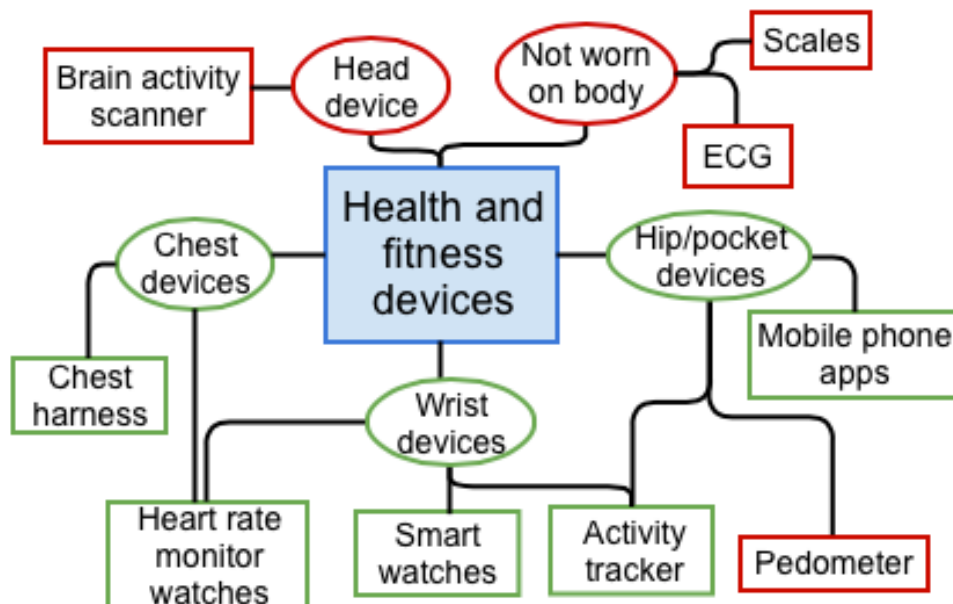 Brain activity
scanner
Head
device
Not worn
on body
Scales
ECG
Health and
fitness
devices
Chest
devices
Hip/pocket
devices
Chest
harness
Mobile phone
apps
Wrist
devices
Heart rate
monitor
watches
Smart
watches
Activity
tracker
Pedometer